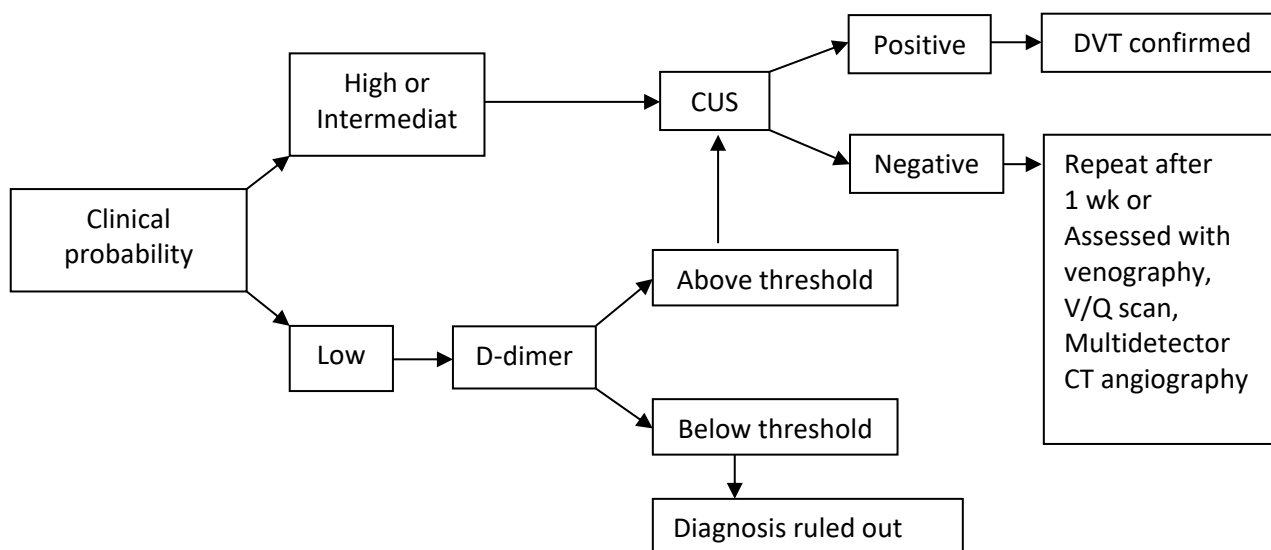 Positive
DVT confirmed
High or
Intermediat
CUS
Negative
Repeat after
1 wk or
Assessed with
venography,
V/Q scan,
Multidetector
CT angiography
Clinical
probability
Above threshold
Low
D-dimer
Below threshold
Diagnosis ruled out